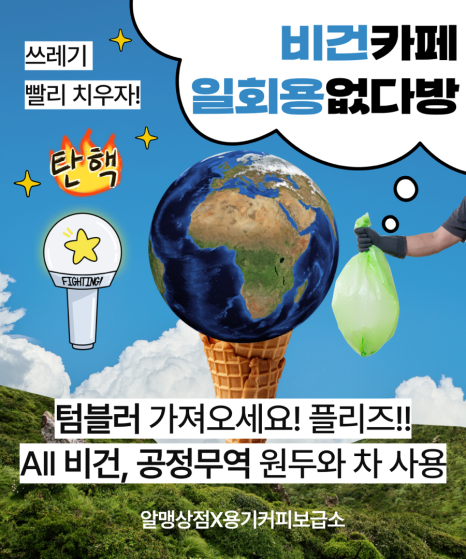 비건카페
일회용없다방
쓰레기
빨리 치우자!
탄핵
FIGHTING!
텀블러 가져오세요! 플리즈!!
All 비건, 공정무역 원두와 차 사용
알맹상점X용기커피보급소